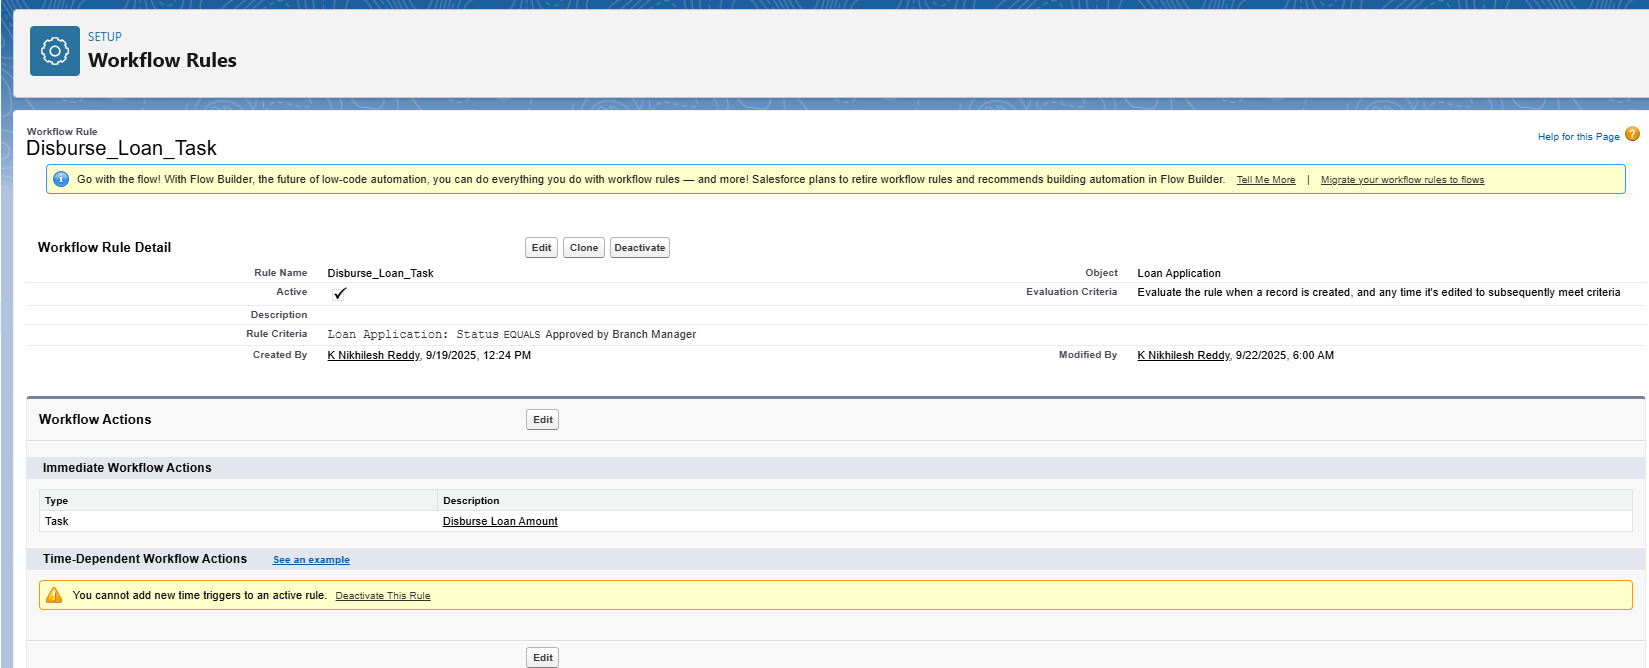 SETUP
Workflow Rules
Workflow Rule
Disburse_Loan_Task
Help for this Page ?
Go with the flow! With Flow Builder, the future of low-code automation, you can do everything you do with workflow rules — and more! Salesforce plans to retire workflow rules and recommends building automation in Flow Builder. Tell Me More | Migrate your workflow rules to flows
Workflow Rule Detail Edit Clone Deactivate
Rule Name Disburse_Loan_Task Object Loan Application
Active Evaluation Criteria Evaluate the rule when a record is created, and any time it's edited to subsequently meet criteria
Description
Rule Criteria Loan Application: Status EQUALS Approved by Branch Manager
Created By K Nikhilesh Reddy, 9/19/2025, 12:24 PM Modified By K Nikhilesh Reddy, 9/22/2025, 6:00 AM
Workflow Actions Edit
Immediate Workflow Actions
Type Description
Task Disburse Loan Amount
Time-Dependent Workflow Actions See an example
You cannot add new time triggers to an active rule. Deactivate This Rule
Edit